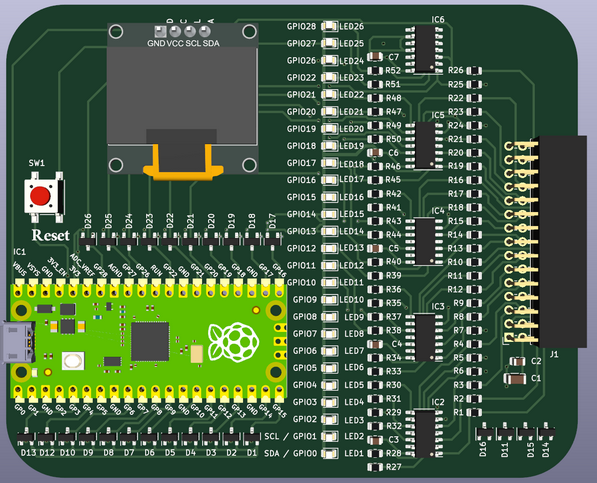 D C L A
GND VCC SCL SDA
SW1
Reset
D26 D25 D24 D23 D22 D21 D20 D19 D18 D17
IC1
VBUS VSYS GND 3V3_EN 3V3 ADC_VREF GP28 AGND GP27 GP26 RUN GP22 GND
GP16
GP0 GP1 GND GP2 GP3 GP4 GP5 GND GP6 GP7 GP8 GP9 GND GP10 GP11 GP12 GP13 GND GP14 GP15
D13 D12 D10 D9 D8 D7 D6 D5 D4 D3 D2 D1
GPIO28 LED26
GPIO27 LED25
GPIO26 LED24
GPIO22 LED23
GPIO21 LED22
GPIO20 LED21
GPIO19 LED20
GPIO18 LED19
GPIO17 LED18
GPIO16 LED17
GPIO15 LED16
GPIO14 LED15
GPIO13 LED14
GPIO12 LED13
GPIO11 LED12
GPIO10 LED11
GPIO9 LED10
GPIO8 LED9
GPIO7 LED8
GPIO6 LED7
GPIO5 LED6
GPIO4 LED5
GPIO3 LED4
GPIO2 LED3
SCL / GPIO1 LED2
SDA / GPIO0 LED1
C7
R52
R51
R48
R47
R49
R50
C6
R46
R45
R42
R41
R43
R44
C5
R40
R39
R36
R35
R37
R38
C4
R34
R33
R30
R31
R29
R32
C3
R28
R27
IC6
IC5
IC4
IC3
IC2
R26
R25
R22
R23
R24
R21
R20
R19
R16
R17
R18
R15
R14
R13
R10
R11
R12
R9
R8
R7
R4
R5
R6
R3
R2
R1
J1
C2
C1
D16 D11 D15 D14